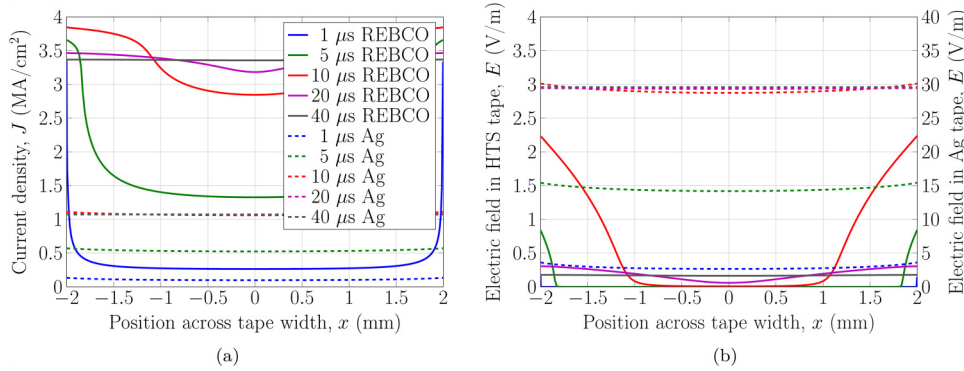 4
3.5
3
2.5
2
1.5
1
0.5
0
Current density, J (MA/cm²)
−2 −1.5 −1 −0.5 0 0.5 1 1.5 2
Position across tape width, x (mm)
1 μs REBCO
5 μs REBCO
10 μs REBCO
20 μs REBCO
40 μs REBCO
1 μs Ag
5 μs Ag
10 μs Ag
20 μs Ag
40 μs Ag
(a)
Electric field in HTS tape, E (V/m)
4
3.5
3
2.5
2
1.5
1
0.5
0
−2 −1.5 −1 −0.5 0 0.5 1 1.5 2
Position across tape width, x (mm)
40
35
30
25
20
15
10
5
0
Electric field in Ag tape, E (V/m)
(b)